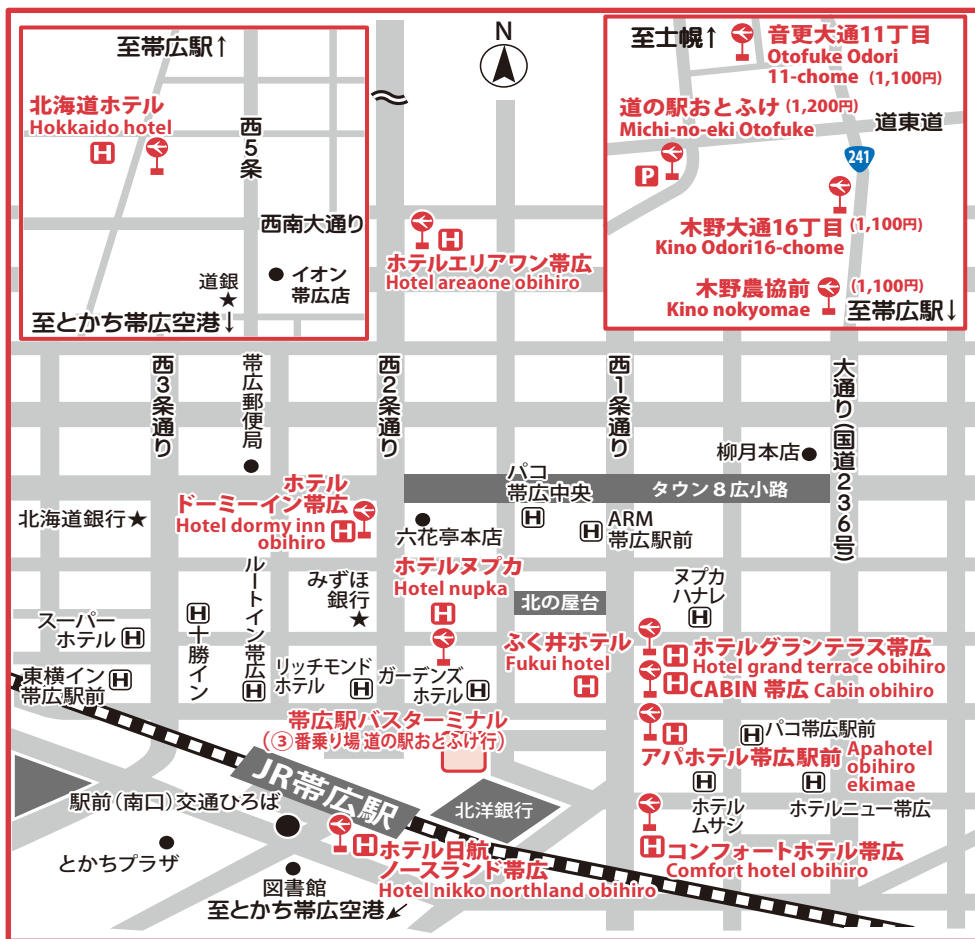 至帯広駅↑
北海道ホテル
Hokkaido hotel
H
西5条
西南大通り
道銀
★
イオン
帯広店
至とかち帯広空港↓
N
至士幌↑
音更大通11丁目
Otofuke Odori
11-chome (1,100円)
道の駅おとふけ (1,200円)
Michi-no-eki Otofuke
道東道
P
241
木野大通16丁目 (1,100円)
Kino Odori16-chome
木野農協前 (1,100円)
Kino nokyomae
至帯広駅↓
H
ホテルエリアワン帯広
Hotel areaone obihiro
西3条通り
帯広郵便局
西2条通り
西1条通り
大通り(国道236号)
柳月本店
タウン8広小路
パコ
帯広中央
H
ホテル
ドーミーイン帯広
Hotel dormy inn
obihiro H
北海道銀行★
六花亭本店
H ARM
帯広駅前
ホテルヌプカ
Hotel nupka
H
みずほ
銀行
★
ルートイン帯広
H
北の屋台
ヌプカ
ハナレ
H
スーパー
ホテル H
H
十勝イン
ふく井ホテル
Fukui hotel
H
H ホテルグランテラス帯広
Hotel grand terrace obihiro
H CABIN 帯広 Cabin obihiro
東横イン H
帯広駅前
リッチモンド
ホテル H
ガーデンズ
ホテル H
帯広駅バスターミナル
(③番乗り場 道の駅おとふけ行)
H パコ帯広駅前
H
アパホテル帯広駅前 Apahotel
obihiro
ekimae
JR帯広駅
北洋銀行
駅前(南口)交通ひろば
H
ホテル
ムサシ
H
ホテルニュー帯広
とかちプラザ
H ホテル日航
ノースランド帯広
Hotel nikko northland obihiro
H コンフォートホテル帯広
Comfort hotel obihiro
図書館
至とかち帯広空港↙